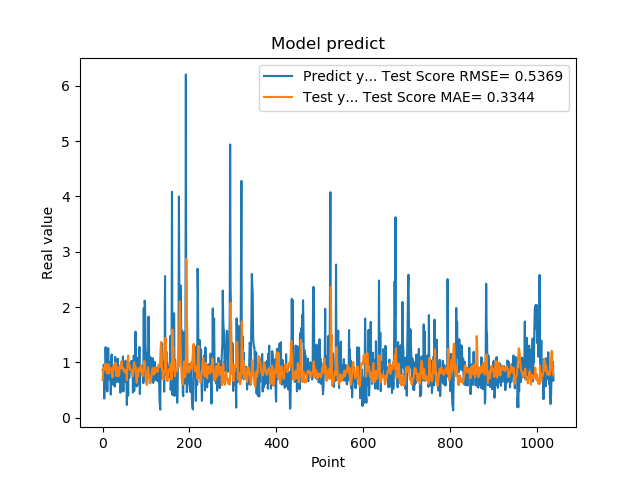 Model predict
Predict y... Test Score RMSE= 0.5369
Test y... Test Score MAE= 0.3344
Real value
6
5
4
3
2
1
0
0 200 400 600 800 1000
Point